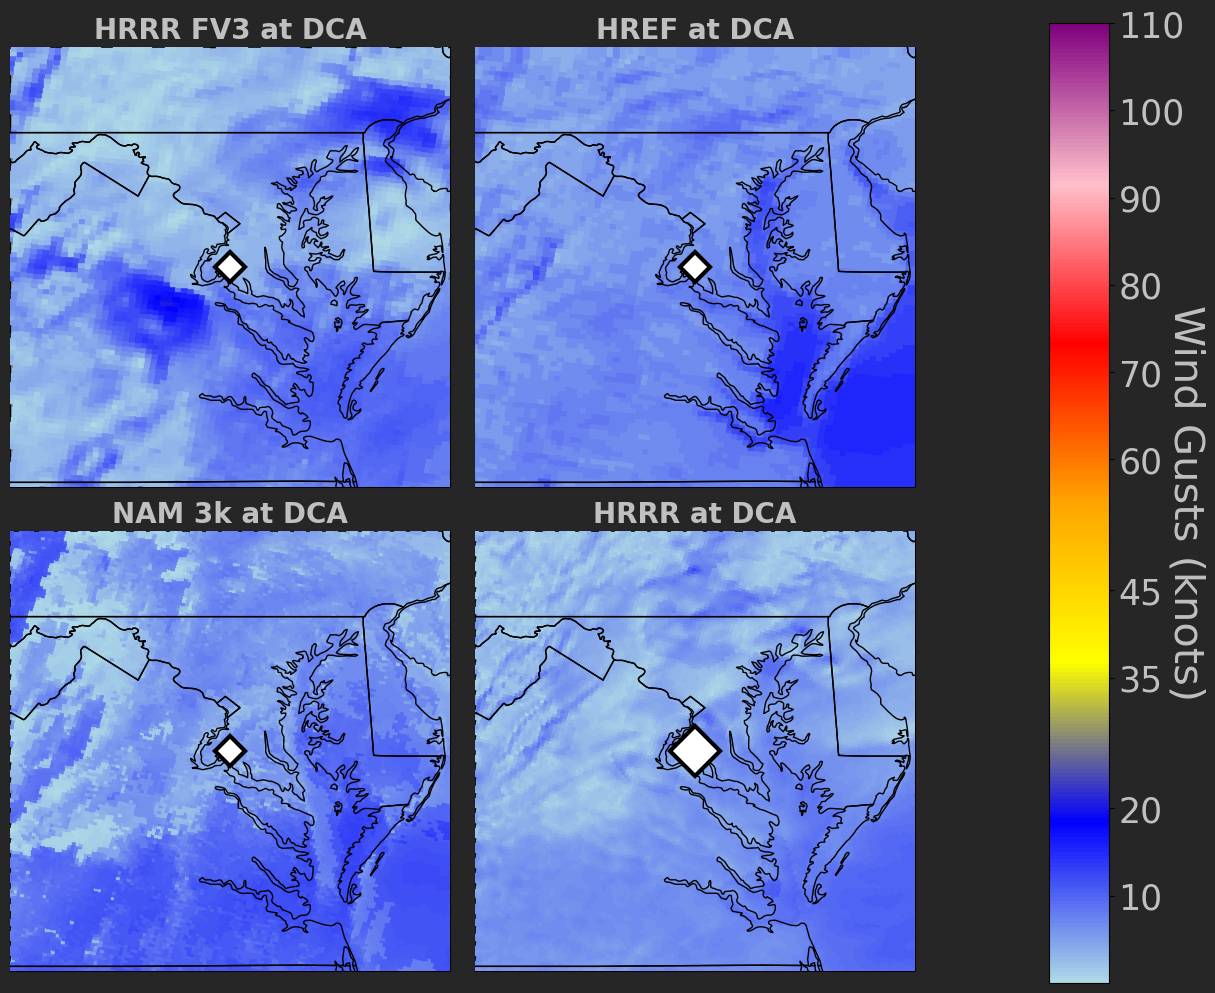 HRRR FV3 at DCA
HREF at DCA
NAM 3k at DCA
HRRR at DCA
110
100
90
80
70
60
45
35
20
10
Wind Gusts (knots)